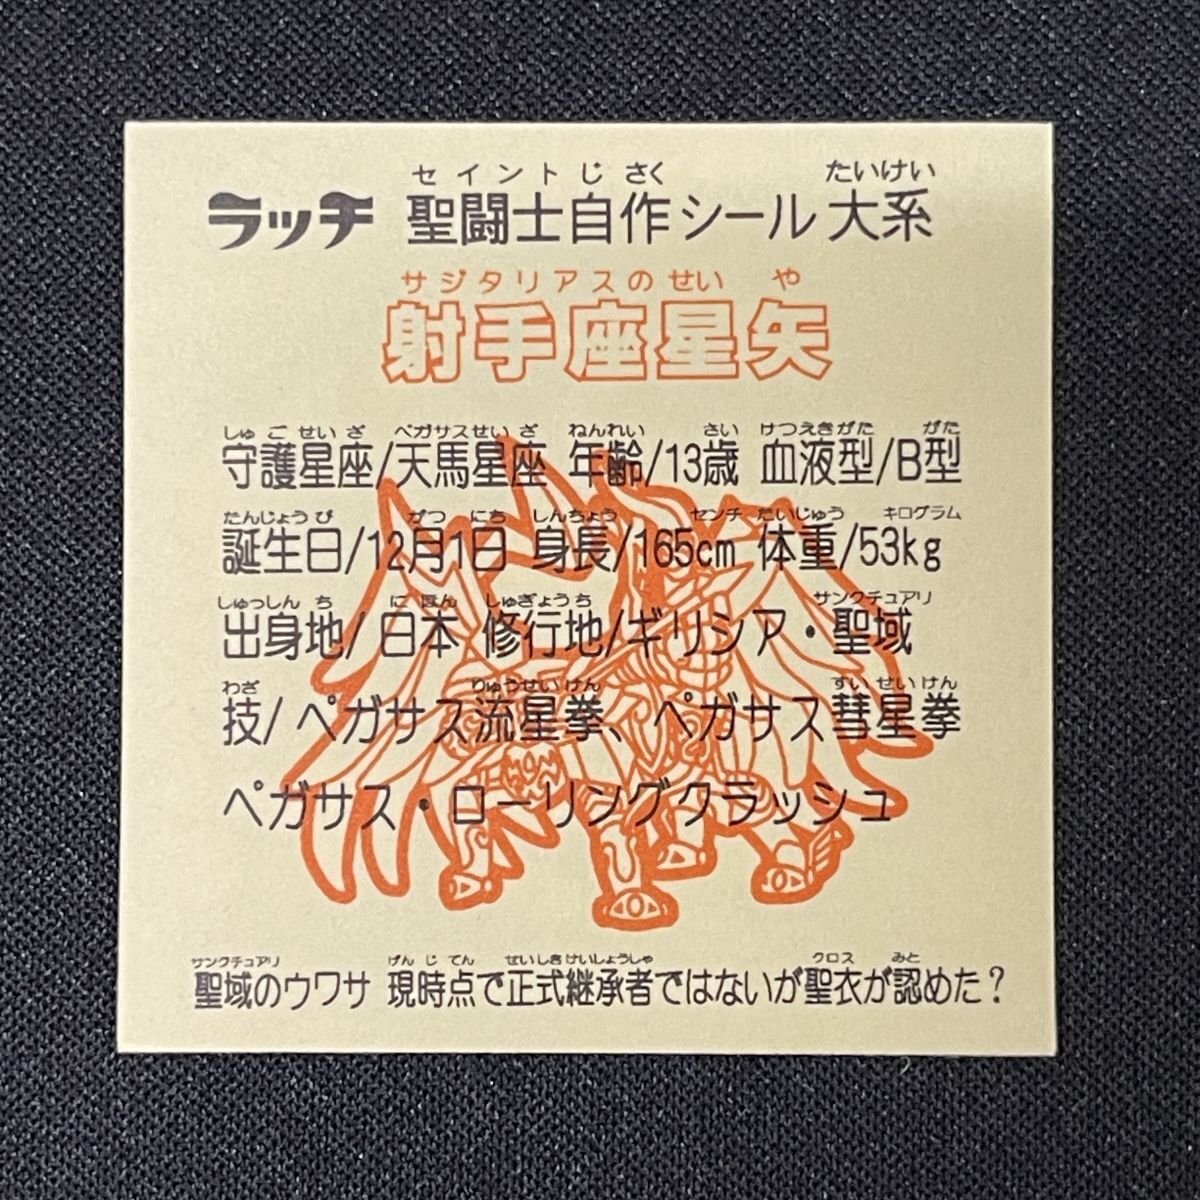 セイントじさく たいけい
ラッチ 聖闘士自作シール大系
サジタリアスのせいや
射手座星矢
しゅごせいざ ペガサスせいざ ねんれい さい けつえきがた がた
守護星座/天馬星座 年齢/13歳 血液型/B型
たんじょうび がつ にち しんちょう センチ たいじゅう キログラム
誕生日/12月1日 身長/165cm 体重/53kg
しゅっしんち にほん しゅぎょうち サンクチュアリ
出身地/日本 修行地/ギリシア・聖域
わざ りゅうせいけん すいせいけん
技/ペガサス流星拳、ペガサス彗星拳
ペガサス・ローリングクラッシュ
サンクチュアリ げんじてん せいしきけいしょうしゃ クロス みと
聖域のウワサ 現時点で正式継承者ではないが聖衣が認めた?